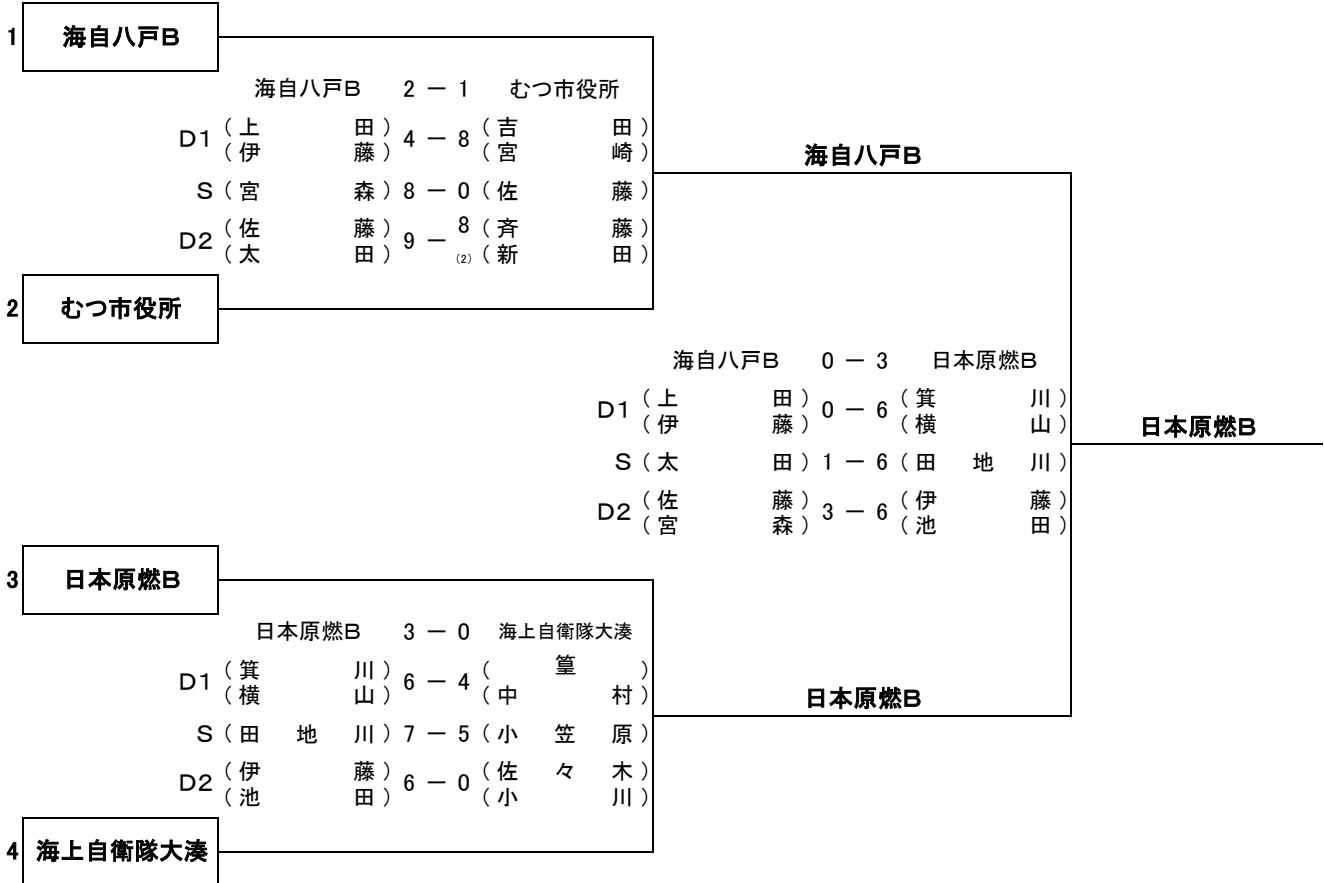 1 海自八戸B
海自八戸B 2 － 1 むつ市役所
D1 (上田) 4 － 8 (吉田)
(伊藤) (宮崎)
S (宮森) 8 － 0 (佐藤)
D2 (佐藤) 9 － 8 (斉藤)
(太田) (2) (新田)
2 むつ市役所
海自八戸B
海自八戸B 0 － 3 日本原燃B
D1 (上田) 0 － 6 (箕川)
(伊藤) (横山)
S (太田) 1 － 6 (田地川)
D2 (佐藤) 3 － 6 (伊藤)
(宮森) (池田)
日本原燃B
3 日本原燃B
日本原燃B 3 － 0 海上自衛隊大湊
D1 (箕川) 6 － 4 (篁)
(横山) (中村)
S (田地川) 7 － 5 (小笠原)
D2 (伊藤) 6 － 0 (佐々木)
(池田) (小川)
日本原燃B
4 海上自衛隊大湊